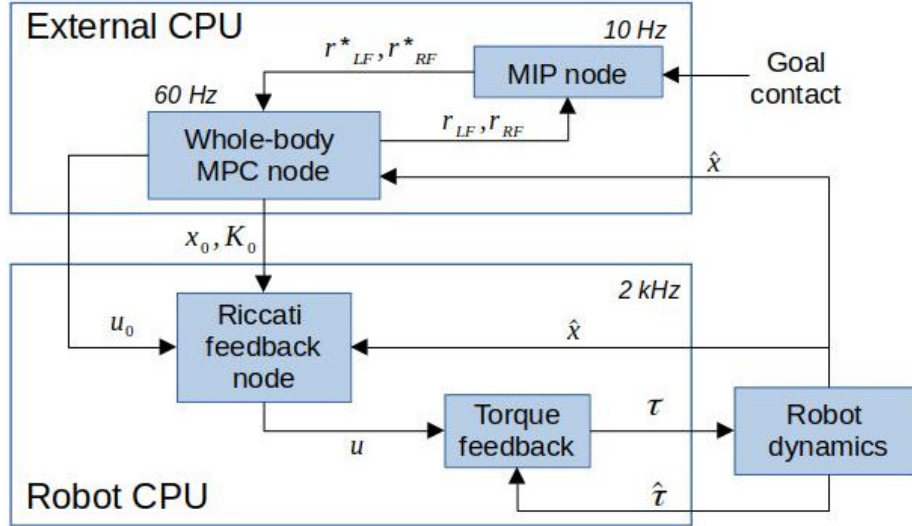 External CPU
10 Hz
r*LF, r*RF
MIP node
Goal
contact
60 Hz
Whole-body
MPC node
rLF, rRF
x̂
x0, K0
2 kHz
Riccati
feedback
node
u0
x̂
Torque
feedback
τ
Robot
dynamics
u
τ̂
Robot CPU